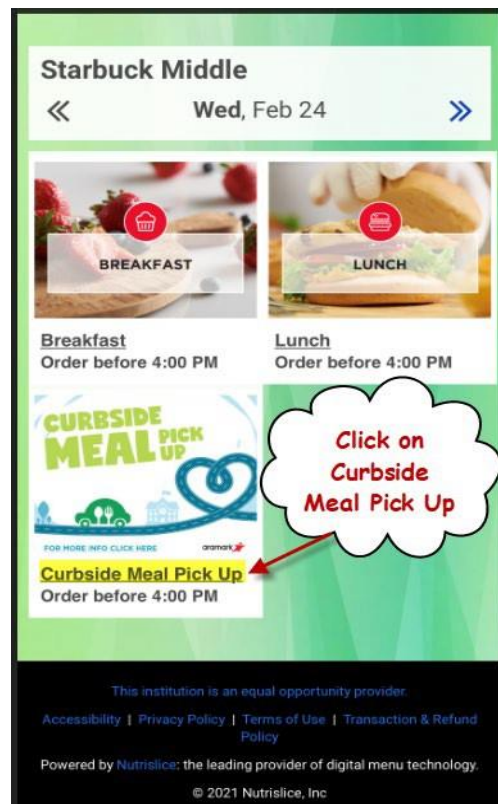 Starbuck Middle
Wed, Feb 24
BREAKFAST
LUNCH
Breakfast
Order before 4:00 PM
Lunch
Order before 4:00 PM
CURBSIDE
MEAL PICK
UP
FOR MORE INFO CLICK HERE
aramark
Click on
Curbside
Meal Pick Up
Curbside Meal Pick Up
Order before 4:00 PM
This institution is an equal opportunity provider.
Accessibility | Privacy Policy | Terms of Use | Transaction & Refund
Policy
Powered by Nutrislice: the leading provider of digital menu technology.
© 2021 Nutrislice, Inc